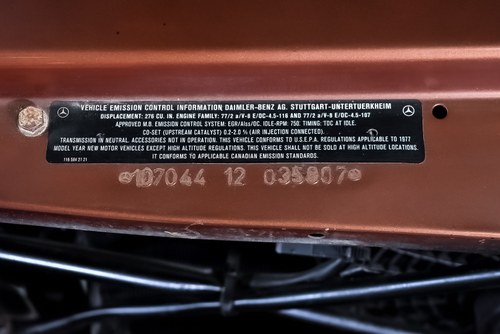 VEHICLE EMISSION CONTROL INFORMATION DAIMLER-BENZ AG. STUTTGART-UNTERTUERKHEIM
DISPLACEMENT: 276 CU. IN. ENGINE FAMILY: 77/2 a/V-8 E/OC-4.5-116 AND 77/2 a/V-8 E/OC-4.5-107
APPROVED M.B. EMISSION CONTROL SYSTEM: EGR/AIos/OC. IDLE-RPM: 750. TIMING: TDC AT IDLE.
CO-SET (UPSTREAM CATALYST) 0.2-2.0 % (AIR INJECTION CONNECTED).
TRANSMISSION IN NEUTRAL, ACCESSORIES NOT IN OPERATION. THIS VEHICLE CONFORMS TO U.S.E.P.A. REGULATIONS APPLICABLE TO 1977
MODEL YEAR NEW MOTOR VEHICLES EXCEPT HIGH ALTITUDE REGULATIONS. THIS VEHICLE SHALL NOT BE SOLD AT HIGH ALTITUDE LOCATIONS.
IT CONFORMS TO APPLICABLE CANADIAN EMISSION STANDARDS.
116 584 21 21
107044 12 035807